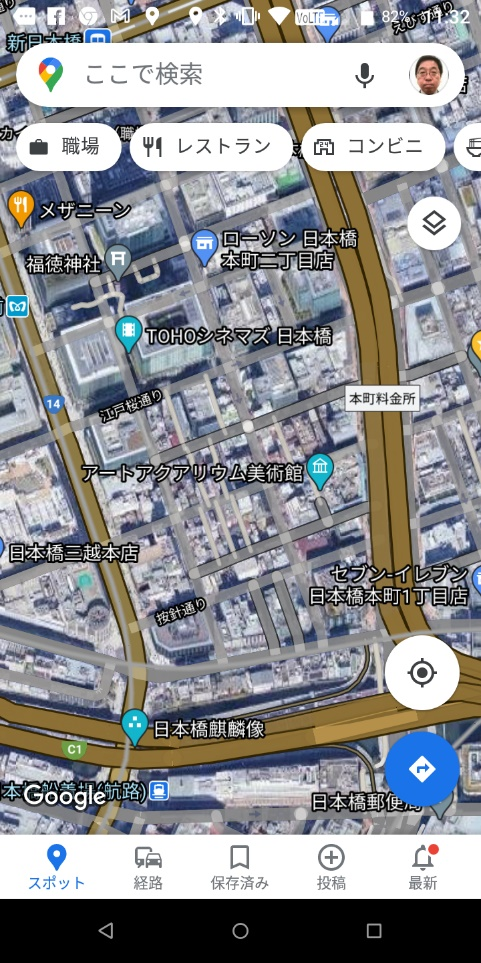 82% 11:32
新日本橋
ここで検索
職場
レストラン
コンビニ
メザニーン
ローソン 日本橋
本町二丁目店
福徳神社
TOHOシネマズ 日本橋
14
江戸桜通り
本町料金所
アートアクアリウム美術館
日本橋三越本店
セブン-イレブン
日本橋本町1丁目店
按針通り
日本橋麒麟像
C1
Google
日本橋郵便局
スポット
経路
保存済み
投稿
最新